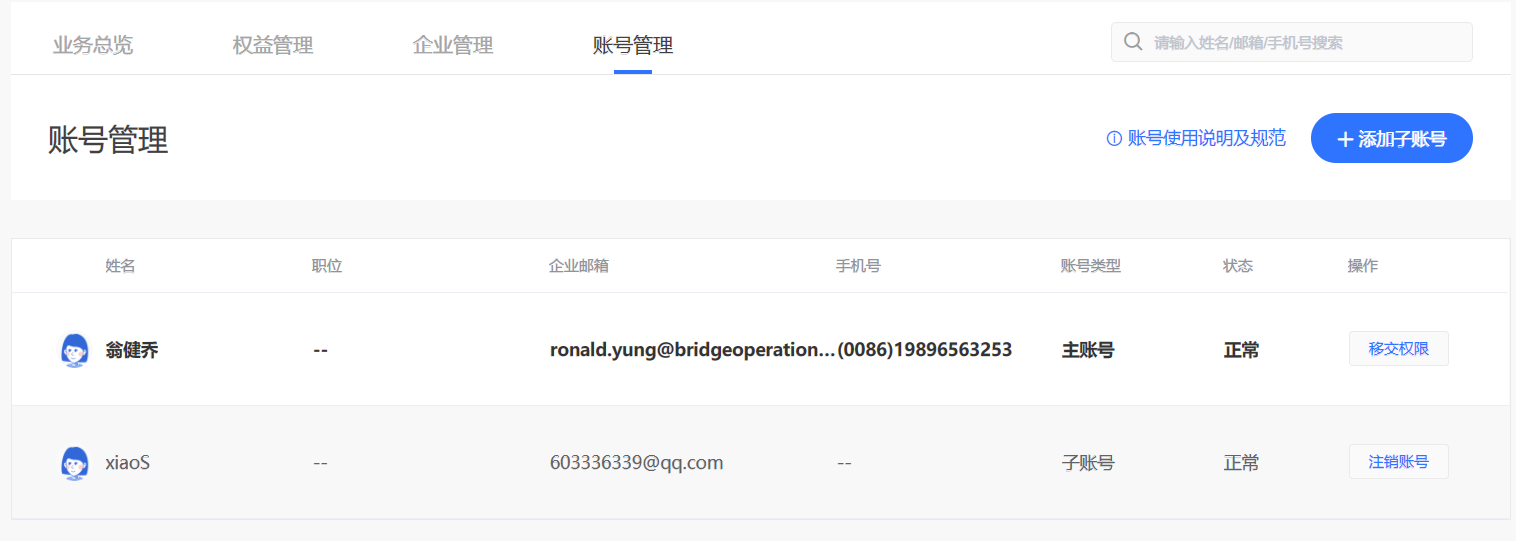 业务总览 权益管理 企业管理 账号管理 请输入姓名/邮箱/手机号搜索
账号管理 账号使用说明及规范 + 添加子账号
姓名 职位 企业邮箱 手机号 账号类型 状态 操作
翁健乔 -- ronald.yung@bridgeoperation... (0086)19896563253 主账号 正常 移交权限
xiaoS -- 603336339@qq.com -- 子账号 正常 注销账号